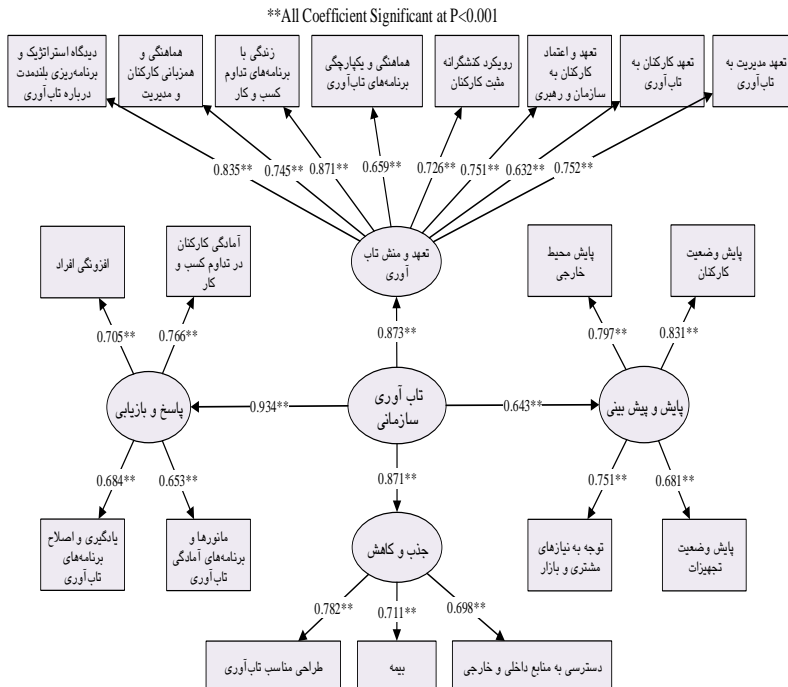 **All Coefficient Significant at P<0.001
تعهد مدیریت به
تاب‌آوری
تعهد کارکنان به
تاب‌آوری
تعهد و اعتماد
کارکنان به
سازمان و رهبری
رویکرد کنشگرانه
مثبت کارکنان
هماهنگی و یکپارچگی
برنامه‌های تاب‌آوری
زندگی با
برنامه‌های تداوم
کسب و کار
هماهنگی و
همزبانی کارکنان
و مدیریت
دیدگاه استراتژیک و
برنامه‌ریزی بلندمدت
درباره تاب‌آوری
0.835**
0.745**
0.871**
0.659**
0.726**
0.751**
0.632**
0.752**
تعهد و منش تاب
آوری
پایش وضعیت
کارکنان
پایش محیط
خارجی
آمادگی کارکنان
در تداوم کسب و
کار
افزونگی افراد
0.705**
0.766**
0.873**
0.797**
0.831**
پایش و پیش بینی
تاب آوری
سازمانی
پاسخ و بازیابی
0.934**
0.643**
0.684**
0.653**
0.871**
0.751**
0.681**
پایش وضعیت
تجهیزات
توجه به نیازهای
مشتری و بازار
جذب و کاهش
مانورها و
برنامه‌های آمادگی
تاب‌آوری
یادگیری و اصلاح
برنامه‌های
تاب‌آوری
0.782**
0.711**
0.698**
دسترسی به منابع داخلی و خارجی
بیمه
طراحی مناسب تاب‌آوری